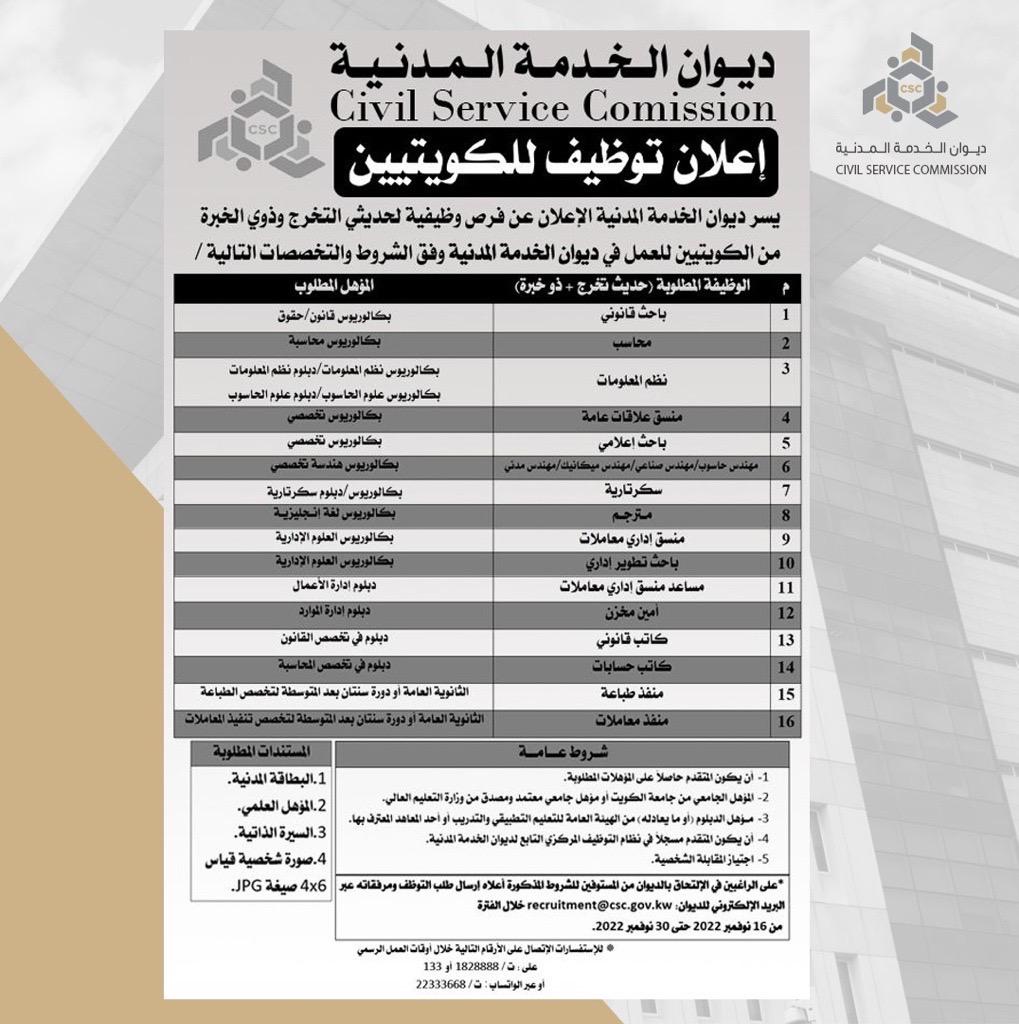 ديوان الخدمة المدنية
Civil Service Comission
CSC
إعلان توظيف للكويتيين
CSC
ديوان الخدمة المدنية
CIVIL SERVICE COMMISSION
يسر ديوان الخدمة المدنية الإعلان عن فرص وظيفية لحديثي التخرج وذوي الخبرة
من الكويتيين للعمل في ديوان الخدمة المدنية وفق الشروط والتخصصات التالية /
م الوظيفة المطلوبة (حديث تخرج + ذو خبرة) المؤهل المطلوب
1 باحث قانوني بكالوريوس قانون/حقوق
2 محاسب بكالوريوس محاسبة
3 نظم المعلومات بكالوريوس نظم المعلومات/دبلوم نظم المعلومات
بكالوريوس علوم الحاسوب/دبلوم علوم الحاسوب
4 منسق علاقات عامة بكالوريوس تخصصي
5 باحث إعلامي بكالوريوس تخصصي
6 مهندس حاسوب/مهندس صناعي/مهندس ميكانيك/مهندس مدني بكالوريوس هندسة تخصصي
7 سكرتارية بكالوريوس/دبلوم سكرتارية
8 مترجم بكالوريوس لغة إنجليزية
9 منسق إداري معاملات بكالوريوس العلوم الإدارية
10 باحث تطوير إداري بكالوريوس العلوم الإدارية
11 مساعد منسق إداري معاملات دبلوم إدارة الأعمال
12 أمين مخزن دبلوم إدارة الموارد
13 كاتب قانوني دبلوم في تخصص القانون
14 كاتب حسابات دبلوم في تخصص المحاسبة
15 منفذ طباعة الثانوية العامة أو دورة سنتان بعد المتوسطة لتخصص الطباعة
16 منفذ معاملات الثانوية العامة أو دورة سنتان بعد المتوسطة لتخصص تنفيذ المعاملات
شروط عامة
1- أن يكون المتقدم حاصلاً على المؤهلات المطلوبة.
2- المؤهل الجامعي من جامعة الكويت أو مؤهل جامعي معتمد ومصدق من وزارة التعليم العالي.
3- مؤهل الدبلوم (أو ما يعادله) من الهيئة العامة للتعليم التطبيقي والتدريب أو أحد المعاهد المعترف بها.
4- أن يكون المتقدم مسجلاً في نظام التوظيف المركزي التابع لديوان الخدمة المدنية.
5- اجتياز المقابلة الشخصية.
المستندات المطلوبة
1.البطاقة المدنية.
2.المؤهل العلمي.
3.السيرة الذاتية.
4.صورة شخصية قياس
4x6 صيغة JPG.
*على الراغبين في الإلتحاق بالديوان من المستوفين للشروط المذكورة أعلاه إرسال طلب التوظف ومرفقاته عبر
البريد الإلكتروني للديوان: recruitment@csc.gov.kw خلال الفترة
من 16 نوفمبر 2022 حتى 30 نوفمبر 2022.
* للإستفسارات الإتصال على الأرقام التالية خلال أوقات العمل الرسمي
على : ت/ 1828888 أو 133
أو عبر الواتساب : ت/ 22333668